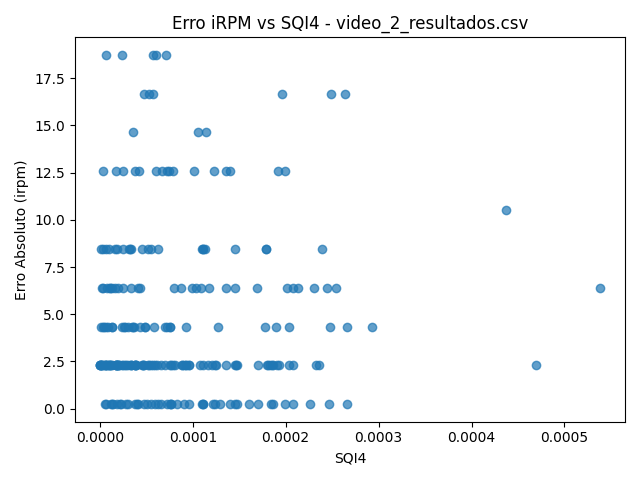 Erro iRPM vs SQI4 - video_2_resultados.csv
17.5
15.0
12.5
10.0
7.5
5.0
2.5
0.0
Erro Absoluto (irpm)
0.0000 0.0001 0.0002 0.0003 0.0004 0.0005
SQI4